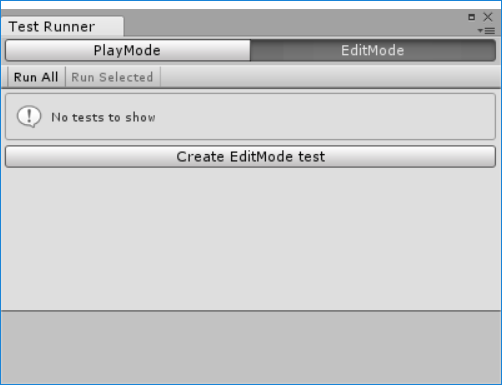 Test Runner
PlayMode EditMode
Run All Run Selected
No tests to show
Create EditMode test